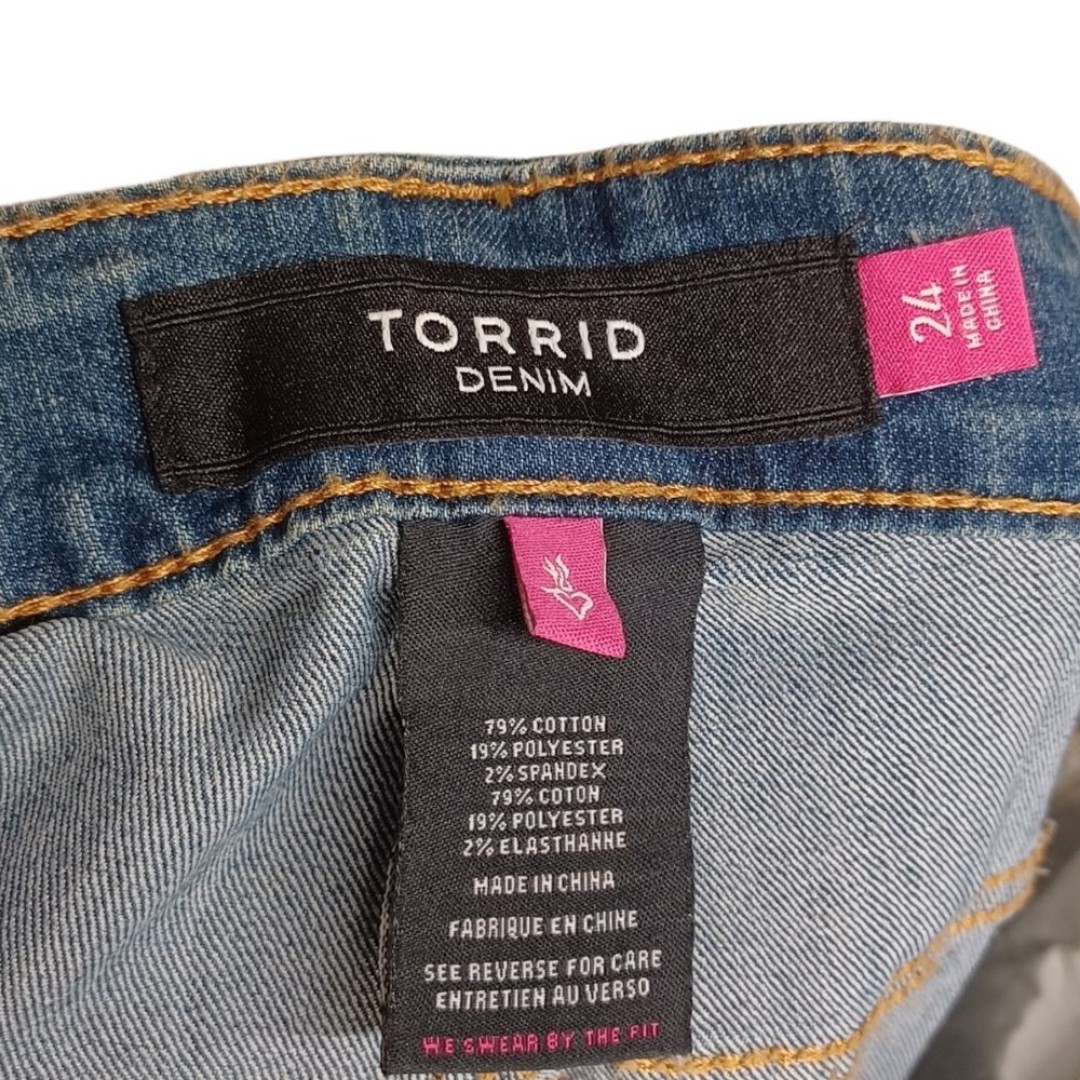 TORRID
DENIM
24
MADE IN
CHINA
79% COTTON
19% POLYESTER
2% SPANDEX
79% COTON
19% POLYESTER
2% ELASTHANNE
MADE IN CHINA
FABRIQUE EN CHINE
SEE REVERSE FOR CARE
ENTRETIEN AU VERSO
WE SWEAR BY THE FIT